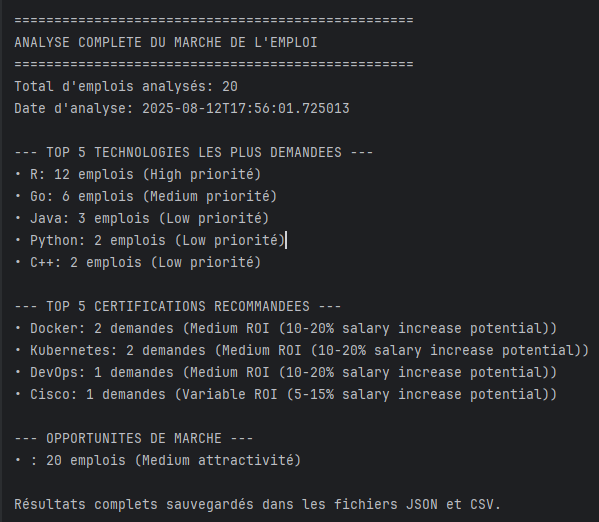 ==================================================
ANALYSE COMPLETE DU MARCHE DE L'EMPLOI
==================================================
Total d'emplois analysés: 20
Date d'analyse: 2025-08-12T17:56:01.725013

--- TOP 5 TECHNOLOGIES LES PLUS DEMANDEES ---
• R: 12 emplois (High priorité)
• Go: 6 emplois (Medium priorité)
• Java: 3 emplois (Low priorité)
• Python: 2 emplois (Low priorité)
• C++: 2 emplois (Low priorité)

--- TOP 5 CERTIFICATIONS RECOMMANDEES ---
• Docker: 2 demandes (Medium ROI (10-20% salary increase potential))
• Kubernetes: 2 demandes (Medium ROI (10-20% salary increase potential))
• DevOps: 1 demandes (Medium ROI (10-20% salary increase potential))
• Cisco: 1 demandes (Variable ROI (5-15% salary increase potential))

--- OPPORTUNITES DE MARCHE ---
• : 20 emplois (Medium attractivité)

Résultats complets sauvegardés dans les fichiers JSON et CSV.